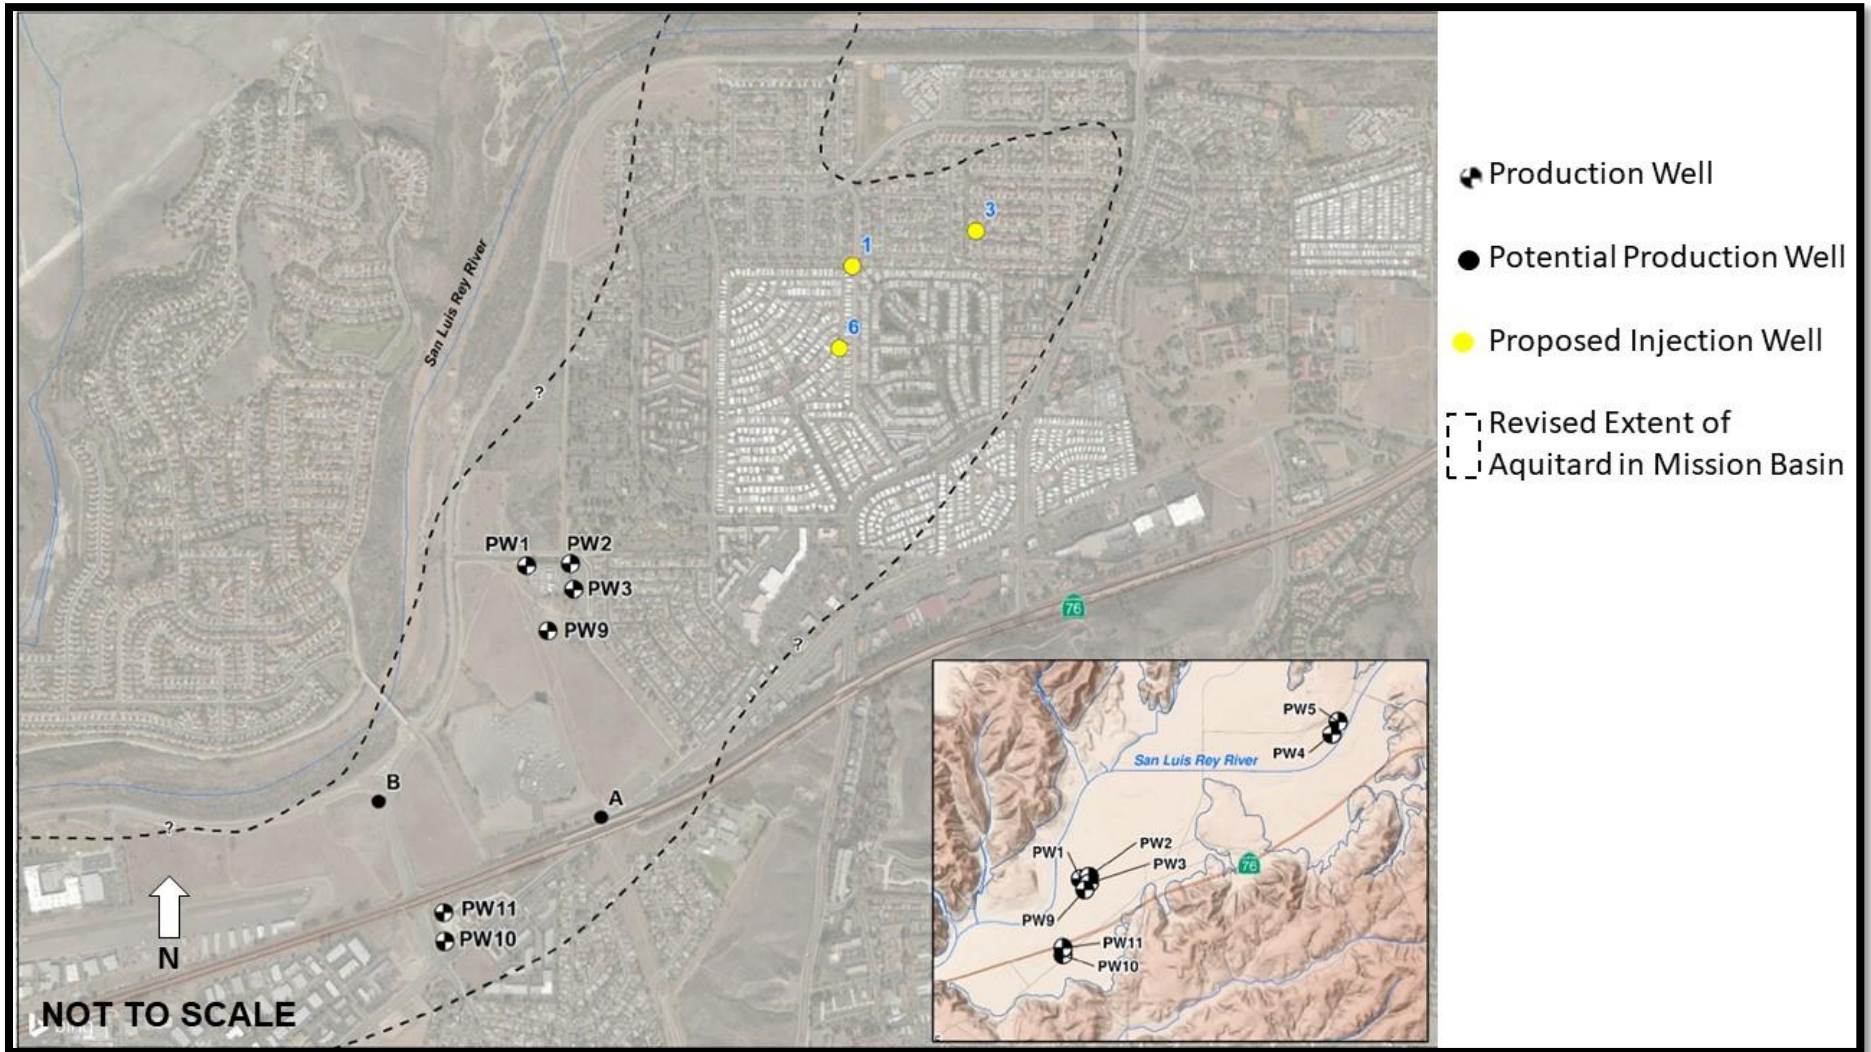 3
1
6
San Luis Rey River
?
PW1
PW2
PW3
PW9
?
76
B
A
?
PW11
PW10
N
NOT TO SCALE
bing
PW5
PW4
San Luis Rey River
PW2
PW1
PW3
76
PW9
PW11
PW10
Production Well
Potential Production Well
Proposed Injection Well
Revised Extent of
Aquitard in Mission Basin